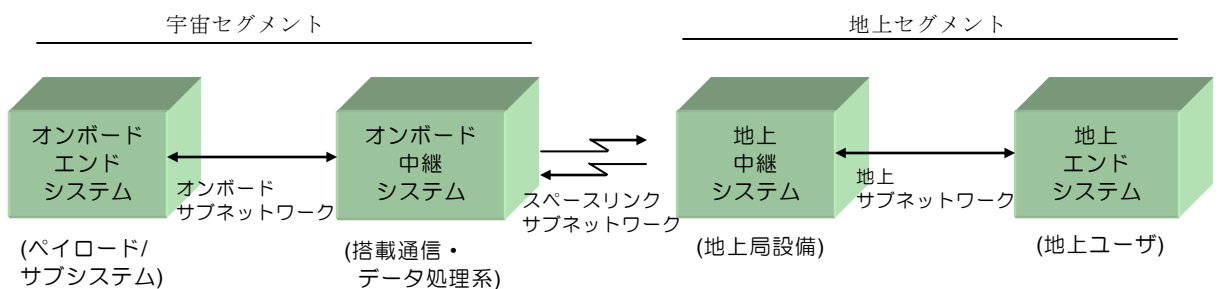 宇宙セグメント
地上セグメント
オンボード
エンド
システム
オンボード
サブネットワーク
オンボード
中継
システム
スペースリンク
サブネットワーク
地上
中継
システム
地上
サブネットワーク
地上
エンド
システム
(ペイロード/
サブシステム)
(搭載通信・
データ処理系)
(地上局設備)
(地上ユーザ)